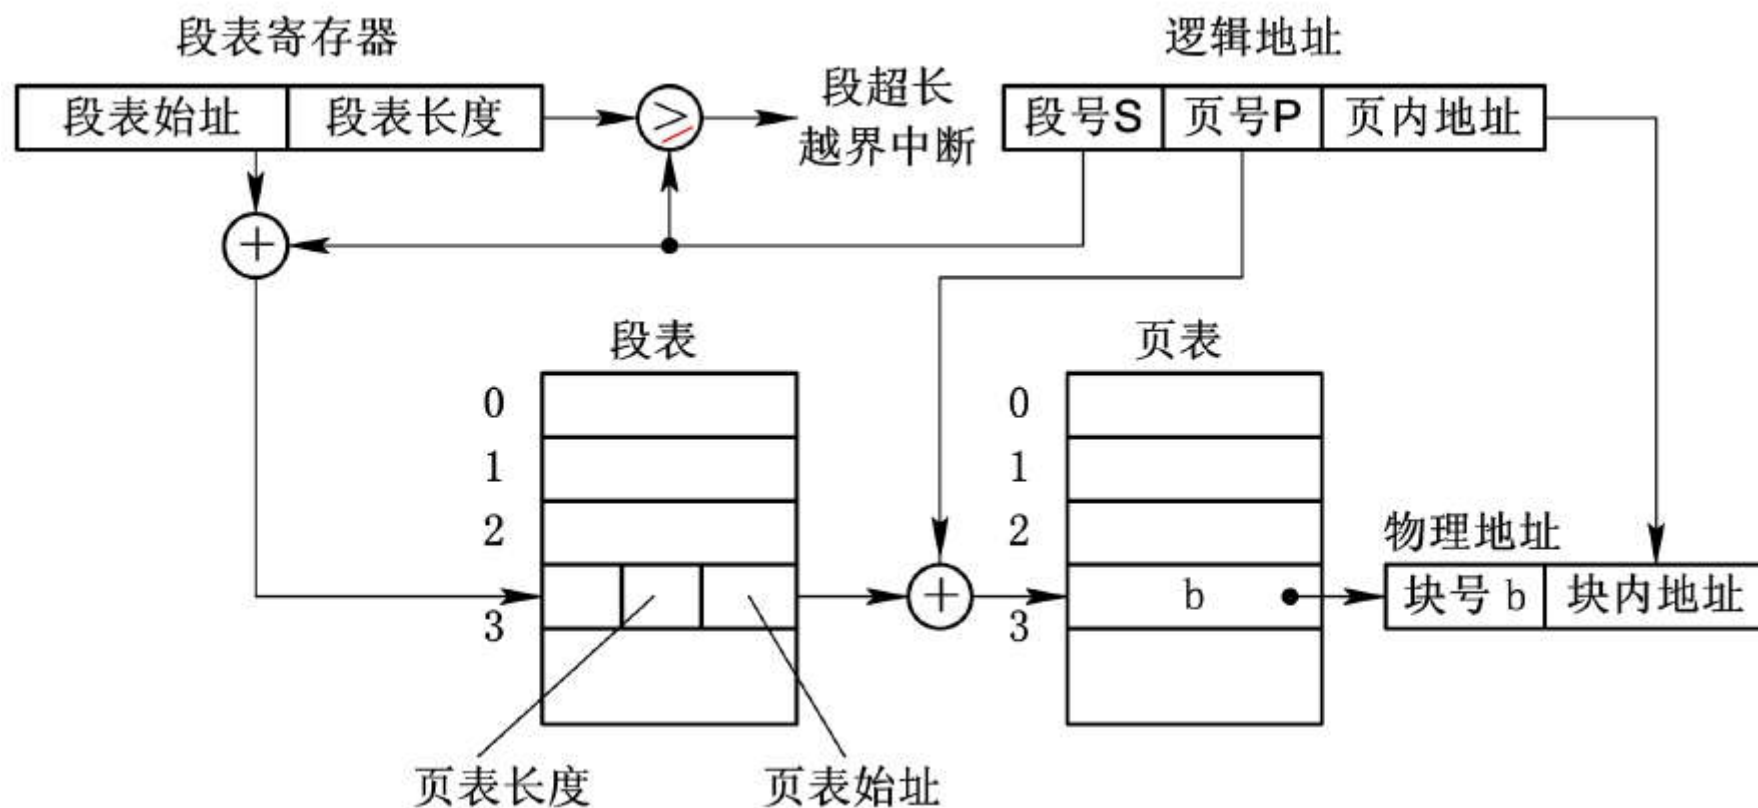 段表寄存器
逻辑地址
段表始址 段表长度 ≥ 段超长
越界中断
段号S 页号P 页内地址
+
段表
页表
0
1
2
3
0
1
2
3
+
b
物理地址
块号 b 块内地址
页表长度
页表始址